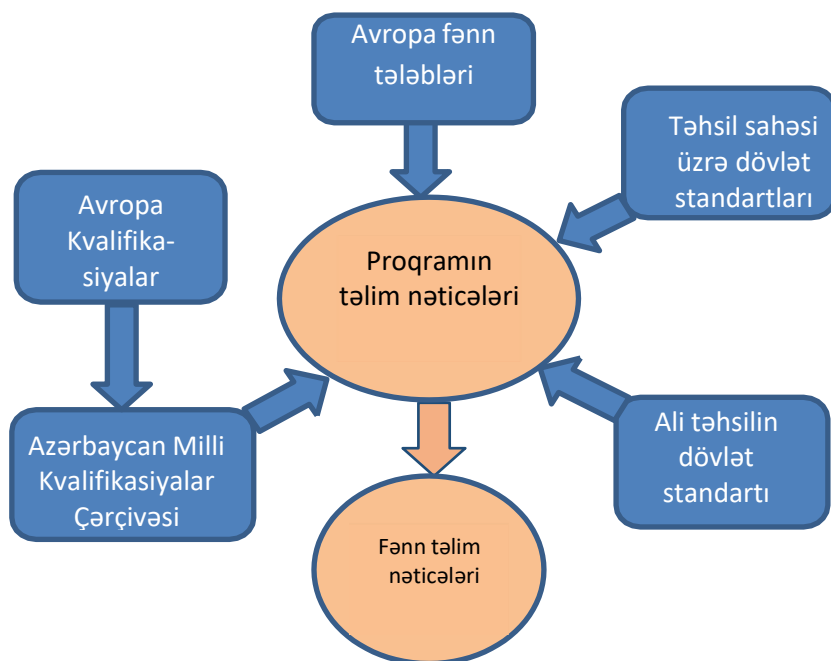 Avropa fənn
tələbləri
Təhsil sahəsi
üzrə dövlət
standartları
Avropa
Kvalifika-
siyalar
Proqramın
təlim nəticələri
Azərbaycan Milli
Kvalifikasiyalar
Çərçivəsi
Ali təhsilin
dövlət
standartı
Fənn təlim
nəticələri